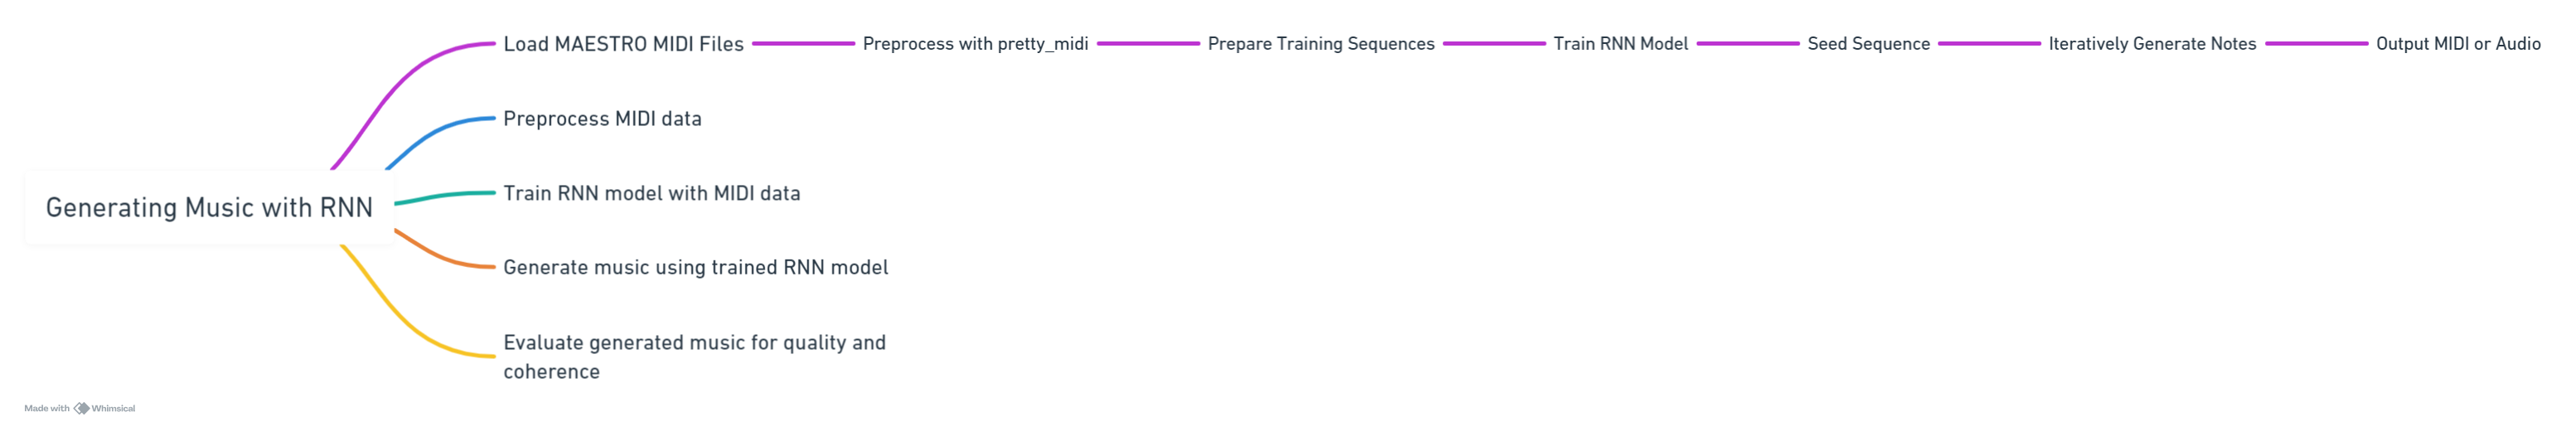 Load MAESTRO MIDI Files
Preprocess with pretty_midi
Prepare Training Sequences
Train RNN Model
Seed Sequence
Iteratively Generate Notes
Output MIDI or Audio
Preprocess MIDI data
Train RNN model with MIDI data
Generating Music with RNN
Generate music using trained RNN model
Evaluate generated music for quality and
coherence
Made with Whimsical